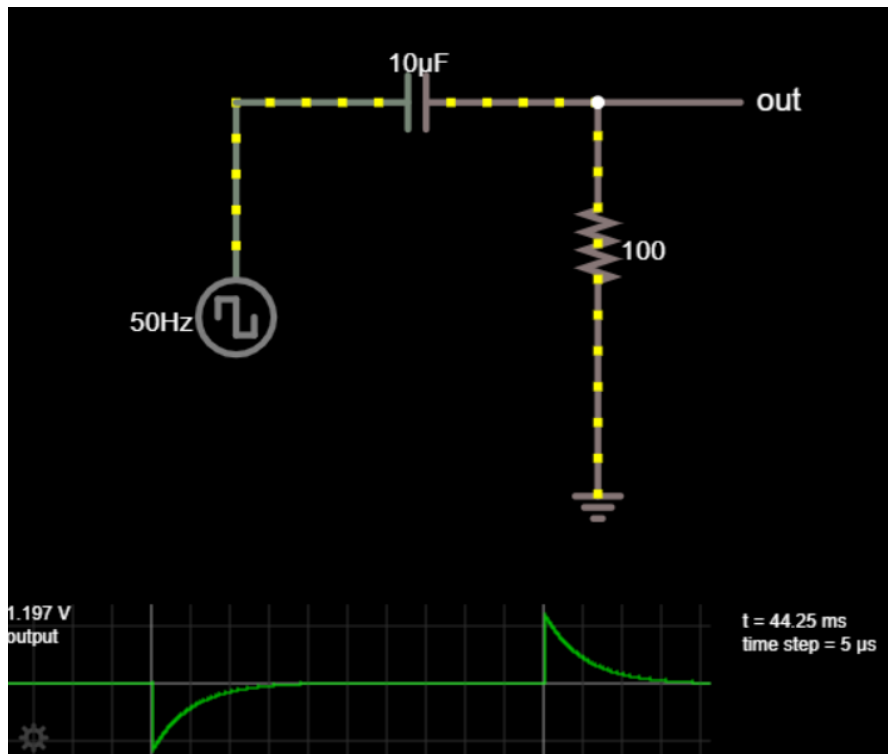 10µF
out
100
50Hz
1.197 V
output
t = 44.25 ms
time step = 5 µs